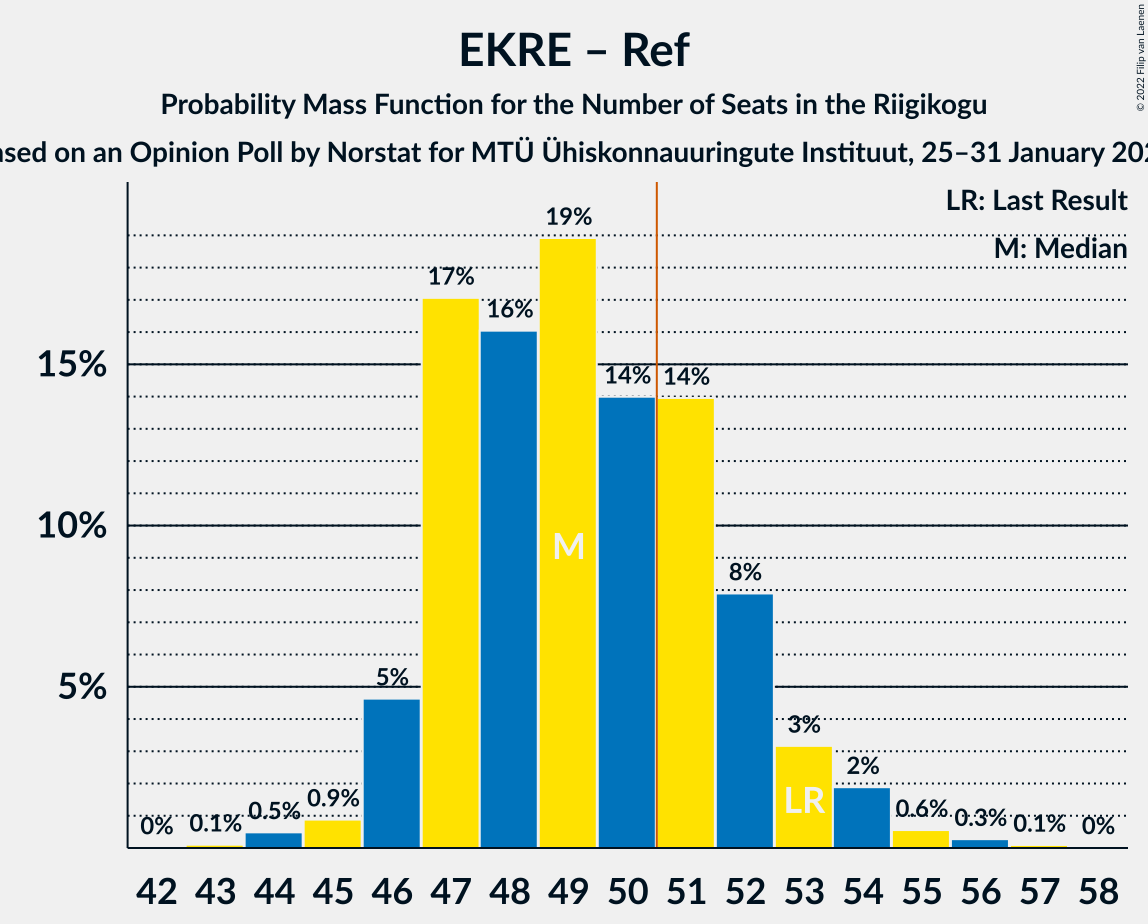 EKRE – Ref
Probability Mass Function for the Number of Seats in the Riigikogu
on an Opinion Poll by Norstat for MTÜ Ühiskonnauuringute Instituut, 25–31 January
© 2022 Filip van Laenen
LR: Last Result
M: Median
15%
10%
5%
0%
0.1%
0.5%
0.9%
5%
17%
16%
19%
14%
14%
8%
3%
2%
0.6%
0.3%
0.1%
0%
M
LR
42 43 44 45 46 47 48 49 50 51 52 53 54 55 56 57 58